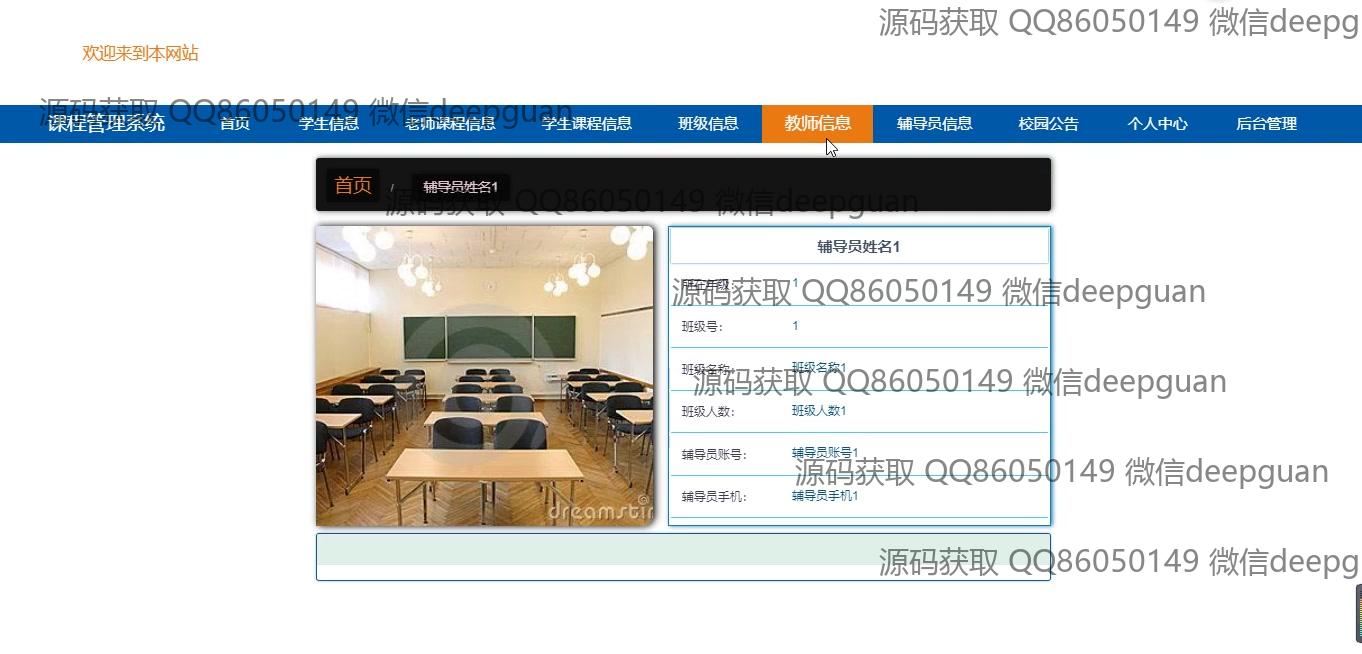 源码获取 QQ86050149 微信deepg
欢迎来到本网站
源码获取 QQ86050149 微信deepguan
课程管理系统 首页 学生信息 老师课程信息 学生课程信息 班级信息 教师信息 辅导员信息 校园公告 个人中心 后台管理
首页 / 辅导员姓名1
源码获取 QQ86050149 微信deepguan
辅导员姓名1
所在年级: 1
源码获取 QQ86050149 微信deepguan
班级号: 1
班级名称: 班级名称1
源码获取 QQ86050149 微信deepguan
班级人数: 班级人数1
辅导员账号: 辅导员账号1
源码获取 QQ86050149 微信deepguan
辅导员手机: 辅导员手机1
dreamstir
源码获取 QQ86050149 微信deepg